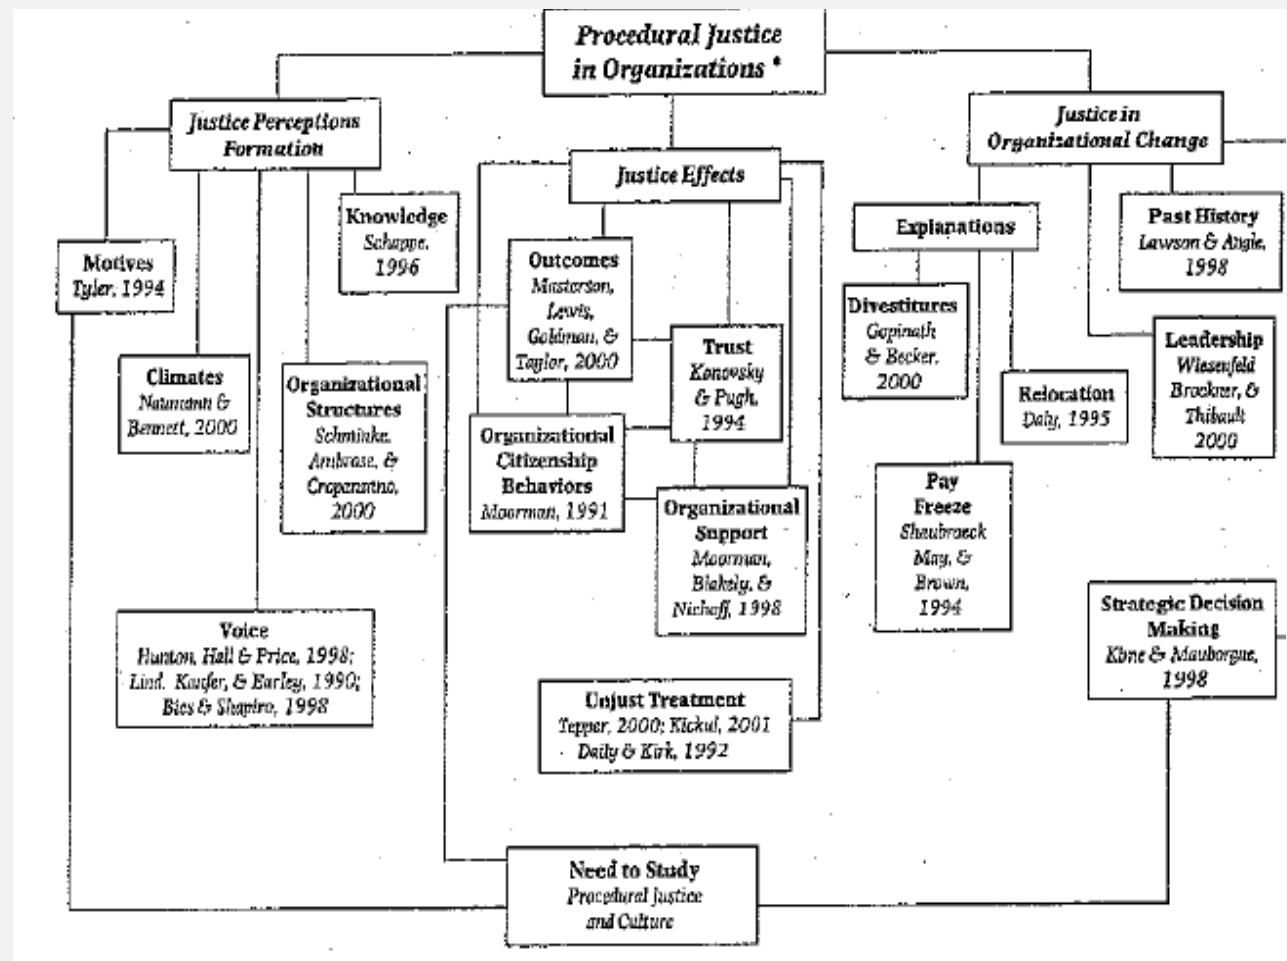 Procedural Justice
in Organizations *
Justice Perceptions
Formation
Justice in
Organizational Change
Justice Effects
Knowledge
Schappe,
1996
Past History
Lawson & Angle,
1998
Explanations
Motives
Tyler, 1994
Outcomes
Masterson,
Lewis,
Goldman, &
Taylor, 2000
Divestitures
Gopinath
& Becker,
2000
Leadership
Wiesenfeld
Brockner, &
Thibault
2000
Trust
Konovsky
& Pugh,
1994
Climates
Naumann &
Bennett, 2000
Organizational
Structures
Schminke,
Ambrose, &
Cropanzano,
2000
Relocation
Daly, 1995
Organizational
Citizenship
Behaviors
Moorman, 1991
Pay
Freeze
Shaubroeck
May, &
Brown,
1994
Organizational
Support
Moorman,
Blakely, &
Niehoff, 1998
Strategic Decision
Making
& Mauborgue,
1998
Voice
Hunton, Hall & Price, 1998;
Lind, Kanfer, & Earley, 1990;
Bies & Shapiro, 1998
Unjust Treatment
Tepper, 2000; Kickul, 2001
Daily & Kirk, 1992
Need to Study
Procedural Justice
and Culture